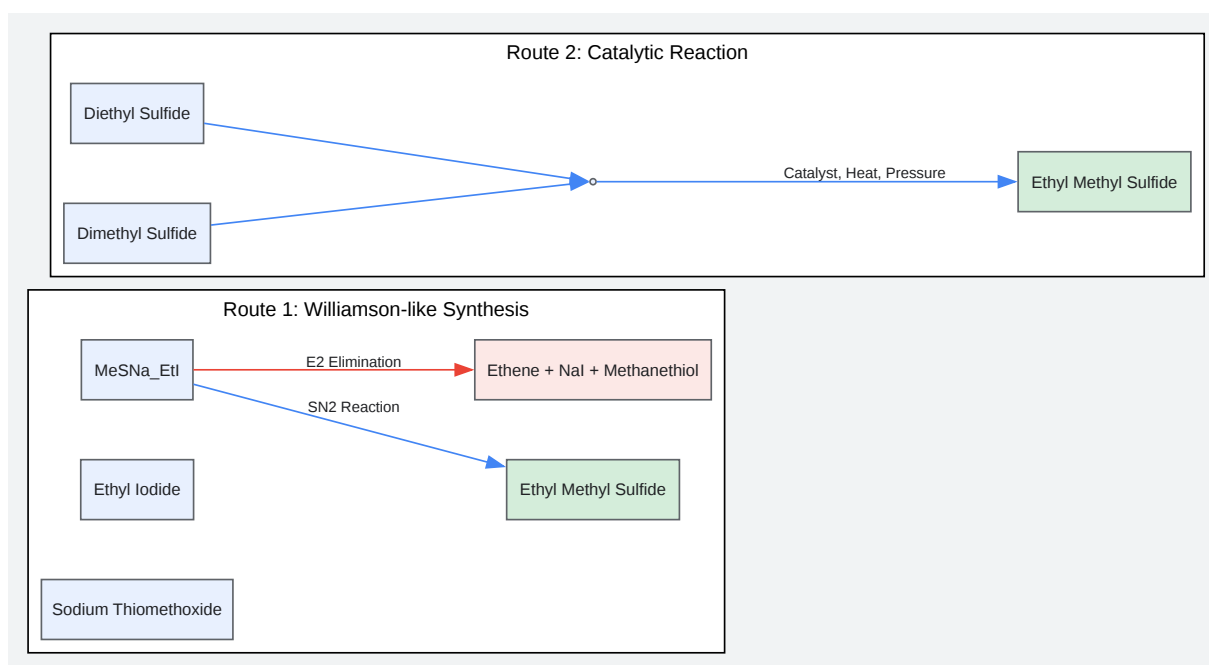 Route 2: Catalytic Reaction
Diethyl Sulfide
Dimethyl Sulfide
Catalyst, Heat, Pressure
Ethyl Methyl Sulfide
Route 1: Williamson-like Synthesis
MeSNa_EtI
E2 Elimination
Ethene + NaI + Methanethiol
SN2 Reaction
Ethyl Iodide
Ethyl Methyl Sulfide
Sodium Thiomethoxide